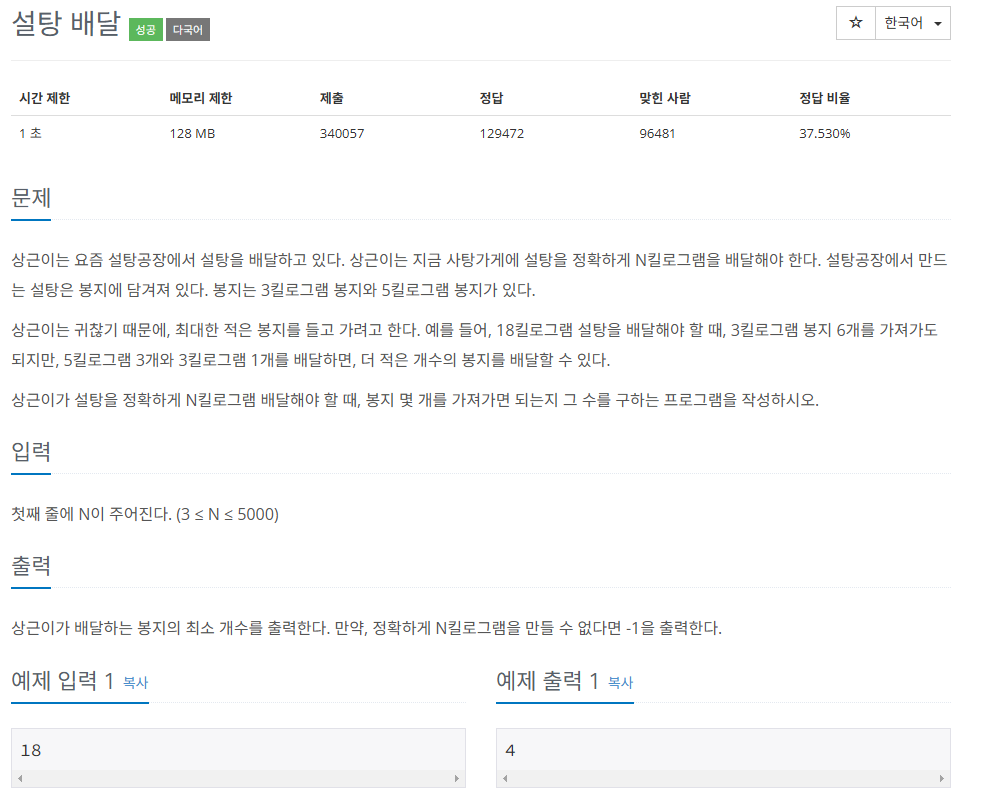 설탕 배달 성공 다국어 ☆ 한국어
시간 제한 메모리 제한 제출 정답 맞힌 사람 정답 비율
1 초 128 MB 340057 129472 96481 37.530%
문제
상근이는 요즘 설탕공장에서 설탕을 배달하고 있다. 상근이는 지금 사탕가게에 설탕을 정확하게 N킬로그램을 배달해야 한다. 설탕공장에서 만드
는 설탕은 봉지에 담겨져 있다. 봉지는 3킬로그램 봉지와 5킬로그램 봉지가 있다.
상근이는 귀찮기 때문에, 최대한 적은 봉지를 들고 가려고 한다. 예를 들어, 18킬로그램 설탕을 배달해야 할 때, 3킬로그램 봉지 6개를 가져가도
되지만, 5킬로그램 3개와 3킬로그램 1개를 배달하면, 더 적은 개수의 봉지를 배달할 수 있다.
상근이가 설탕을 정확하게 N킬로그램 배달해야 할 때, 봉지 몇 개를 가져가면 되는지 그 수를 구하는 프로그램을 작성하시오.
입력
첫째 줄에 N이 주어진다. (3 ≤ N ≤ 5000)
출력
상근이가 배달하는 봉지의 최소 개수를 출력한다. 만약, 정확하게 N킬로그램을 만들 수 없다면 -1을 출력한다.
예제 입력 1 복사
18
예제 출력 1 복사
4